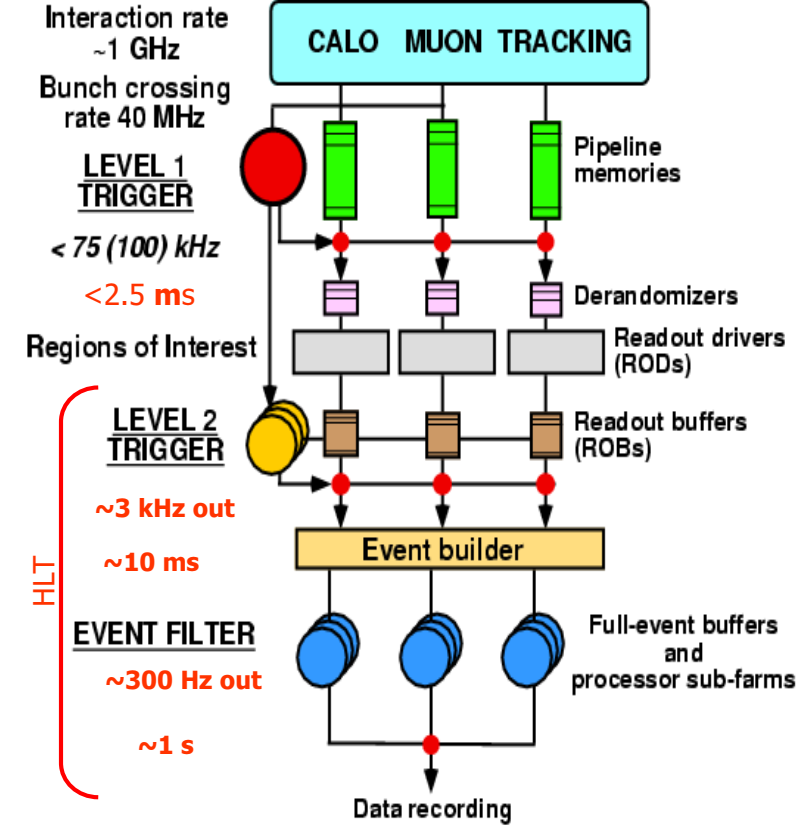 Interaction rate
~1 GHz
CALO MUON TRACKING
Bunch crossing
rate 40 MHz
LEVEL 1
TRIGGER
Pipeline
memories
< 75 (100) kHz
<2.5 ms
Derandomizers
Regions of Interest
Readout drivers
(RODs)
LEVEL 2
TRIGGER
Readout buffers
(ROBs)
~3 kHz out
~10 ms
Event builder
HLT
EVENT FILTER
~300 Hz out
~1 s
Full-event buffers
and
processor sub-farms
Data recording